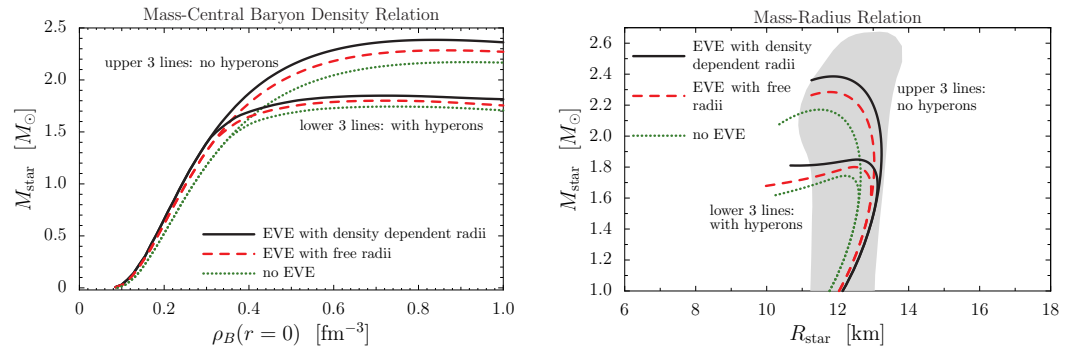 Mass-Central Baryon Density Relation
2.5
2.0
1.5
1.0
0.5
0
M_star [M_⊙]
upper 3 lines: no hyperons
lower 3 lines: with hyperons
EVE with density dependent radii
EVE with free radii
no EVE
0
0.2
0.4
0.6
0.8
1.0
ρ_B(r = 0) [fm⁻³]
Mass-Radius Relation
2.6
2.4
2.2
2.0
1.8
1.6
1.4
1.2
1.0
M_star [M_⊙]
EVE with density
dependent radii
EVE with free
radii
no EVE
upper 3 lines:
no hyperons
lower 3 lines:
with hyperons
6
8
10
12
14
16
18
R_star [km]